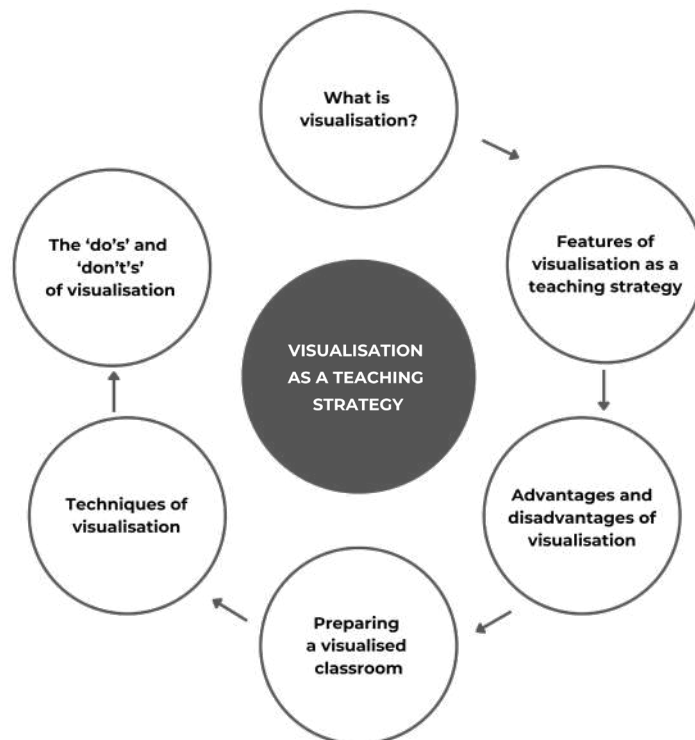 What is
visualisation?
Features of
visualisation as a
teaching strategy
Advantages and
disadvantages of
visualisation
Preparing
a visualised
classroom
Techniques of
visualisation
The ‘do's’ and
‘don't's’
of visualisation
VISUALISATION
AS A TEACHING
STRATEGY